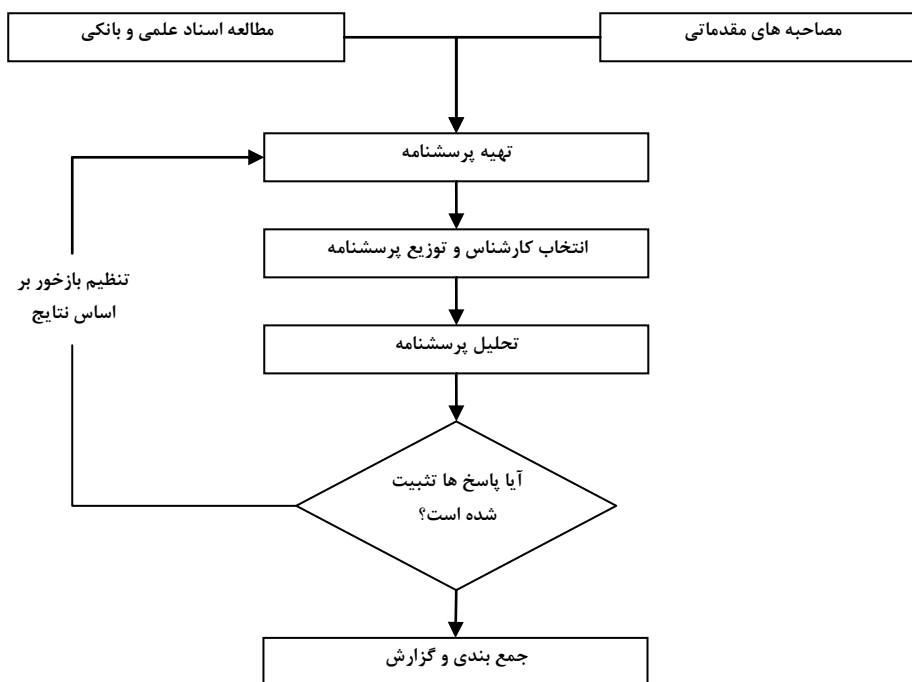 مصاحبه های مقدماتی
مطالعه اسناد علمی و بانکی
تهیه پرسشنامه
انتخاب کارشناس و توزیع پرسشنامه
تنظیم بازخور بر
اساس نتایج
تحلیل پرسشنامه
آیا پاسخ ها تثبیت
شده است؟
جمع بندی و گزارش